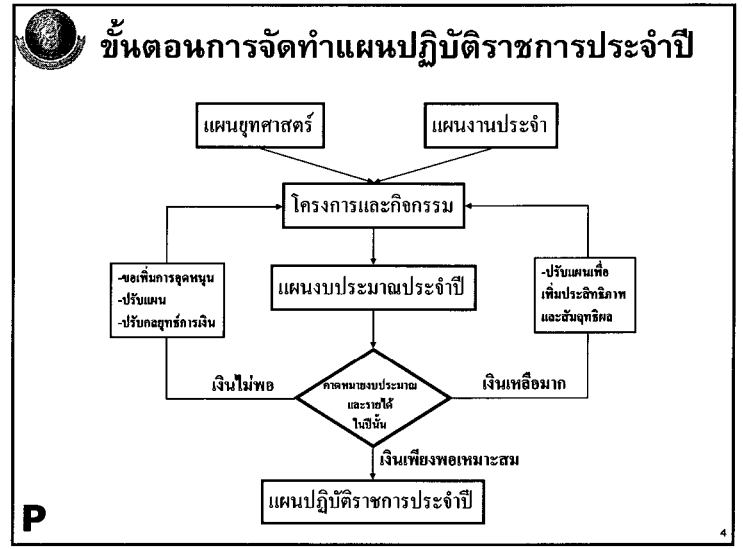 ขั้นตอนการจัดทำแผนปฏิบัติราชการประจำปี
แผนยุทศาสตร์
แผนงานประจำ
โครงการและกิจกรรม
-ขอเพิ่มการอุดหนุน
-ปรับแผน
-ปรับกลยุทธ์การเงิน
แผนงบประมาณประจำปี
-ปรับแผนเพื่อ
เพิ่มประสิทธิภาพ
และสัมฤทธิผล
เงินไม่พอ
คาดหมายงบประมาณ
และรายได้
ในปีนั้น
เงินเหลือมาก
เงินเพียงพอเหมาะสม
แผนปฏิบัติราชการประจำปี
P
4